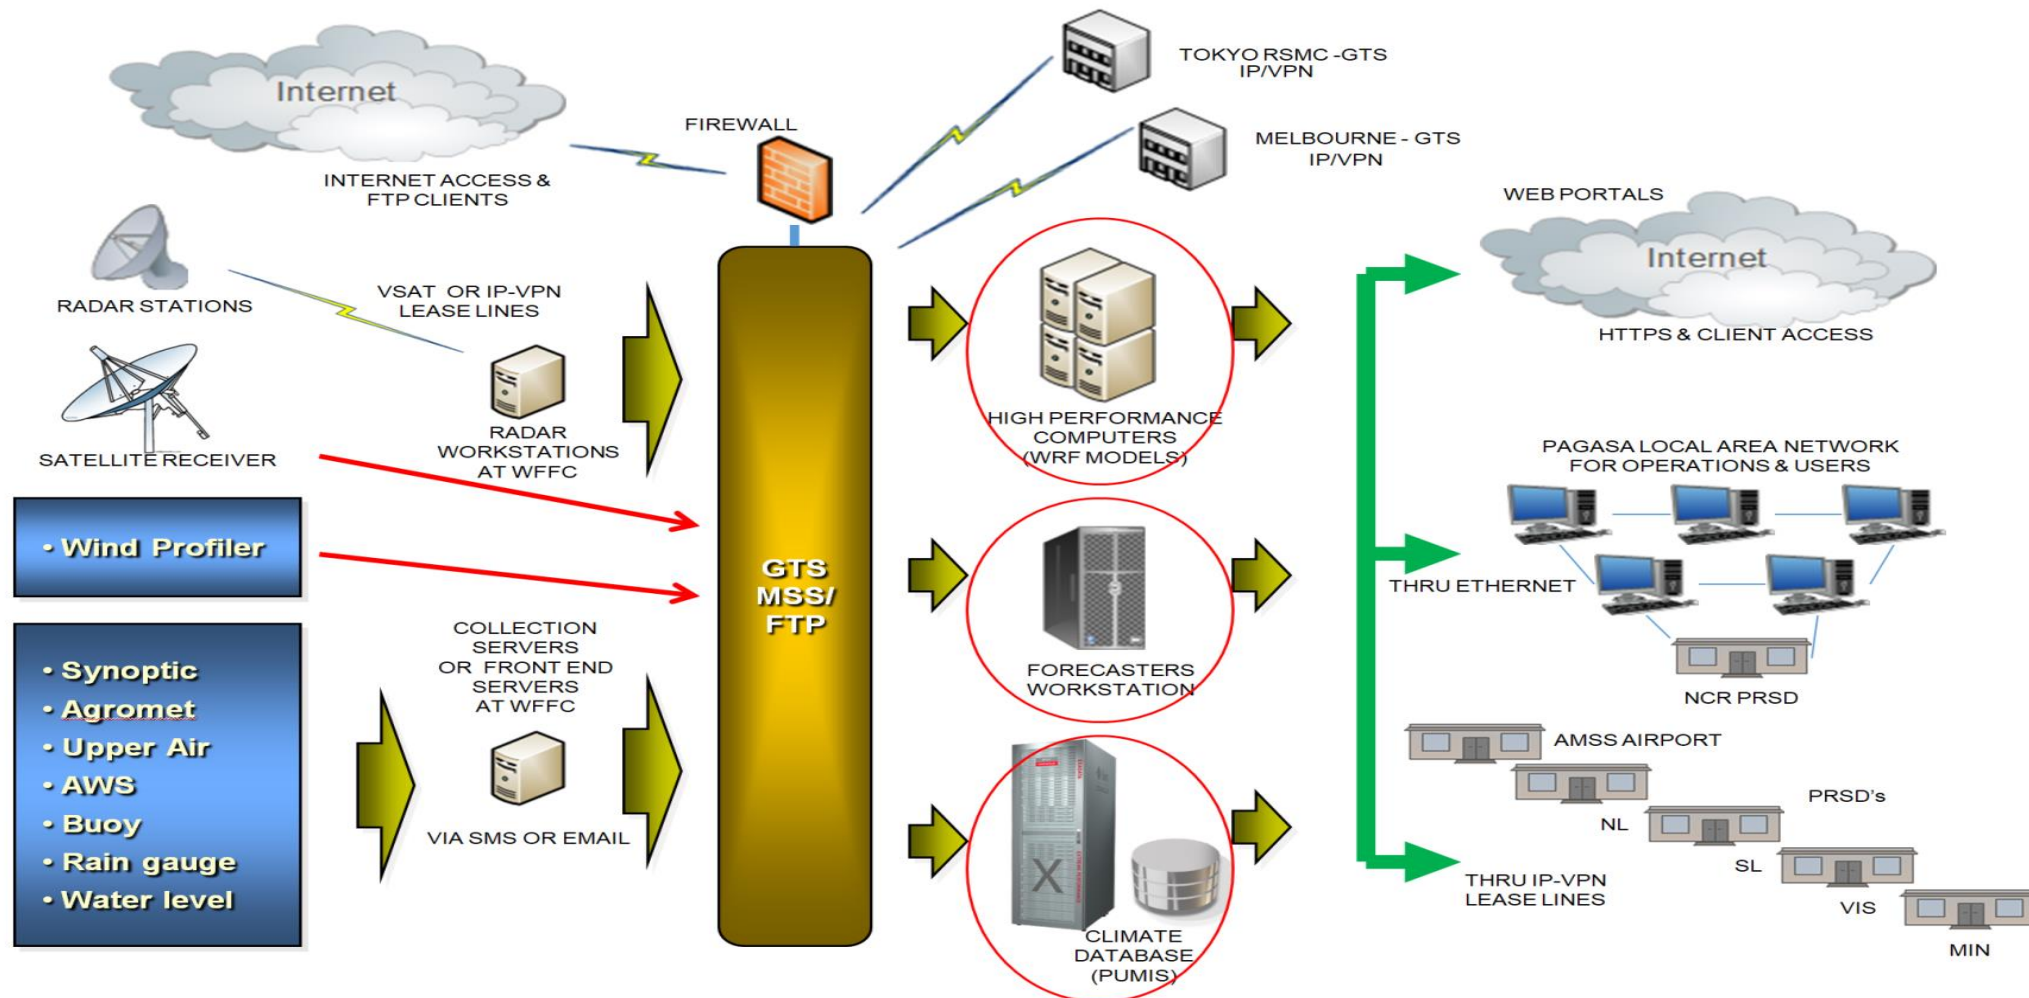 Internet
INTERNET ACCESS &
FTP CLIENTS
FIREWALL
TOKYO RSMC -GTS
IP/VPN
MELBOURNE - GTS
IP/VPN
RADAR STATIONS
VSAT OR IP-VPN
LEASE LINES
RADAR
WORKSTATIONS
AT WFFC
SATELLITE RECEIVER
• Wind Profiler
• Synoptic
• Agromet
• Upper Air
• AWS
• Buoy
• Rain gauge
• Water level
COLLECTION
SERVERS
OR FRONT END
SERVERS
AT WFFC
VIA SMS OR EMAIL
GTS
MSS/
FTP
HIGH PERFORMANCE
COMPUTERS
(WRF MODELS)
FORECASTERS
WORKSTATION
X
CLIMATE
DATABASE
(PUMIS)
WEB PORTALS
Internet
HTTPS & CLIENT ACCESS
PAGASA LOCAL AREA NETWORK
FOR OPERATIONS & USERS
THRU ETHERNET
NCR PRSD
AMSS AIRPORT
PRSD's
NL
SL
VIS
MIN
THRU IP-VPN
LEASE LINES